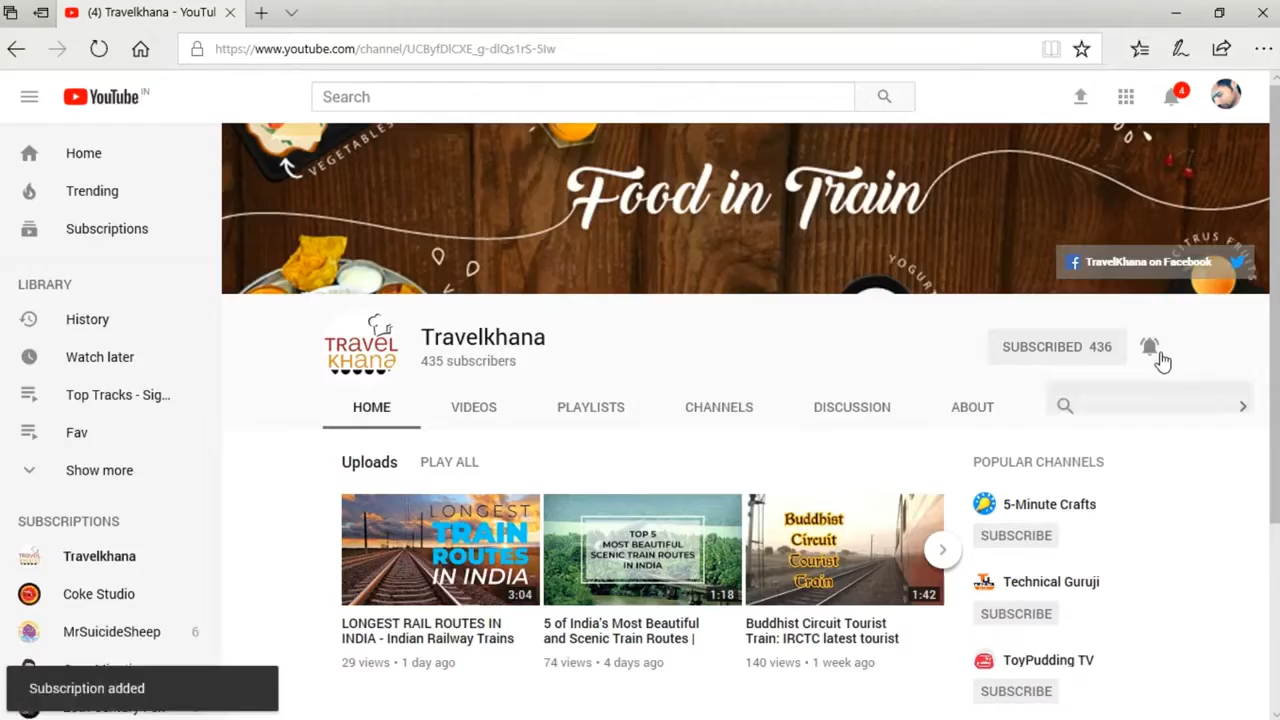 (4) Travelkhana - YouTul
https://www.youtube.com/channel/UCByfDlCXE_g-dlQs1rS-5Iw
YouTube IN
Search
4
Home
Trending
Subscriptions
LIBRARY
History
Watch later
Top Tracks - Sig...
Fav
Show more
SUBSCRIPTIONS
Travelkhana
Coke Studio
MrSuicideSheep 6
Subscription added
VEGETABLES
Food in Train
CITRUS FRUITS
YOGURT
TravelKhana on Facebook
TRAVEL
KHANA
Travelkhana
435 subscribers
SUBSCRIBED 436
HOME VIDEOS PLAYLISTS CHANNELS DISCUSSION ABOUT
Uploads PLAY ALL
LONGEST
TRAIN
ROUTES
IN INDIA
3:04
LONGEST RAIL ROUTES IN
INDIA - Indian Railway Trains
29 views • 1 day ago
TOP 5
MOST BEAUTIFUL
SCENIC TRAIN ROUTES
IN INDIA
1:18
5 of India's Most Beautiful
and Scenic Train Routes |
74 views • 4 days ago
Buddhist
Circuit
Tourist
Train
1:42
Buddhist Circuit Tourist
Train: IRCTC latest tourist
140 views • 1 week ago
POPULAR CHANNELS
5-Minute Crafts
SUBSCRIBE
Technical Guruji
SUBSCRIBE
ToyPudding TV
SUBSCRIBE